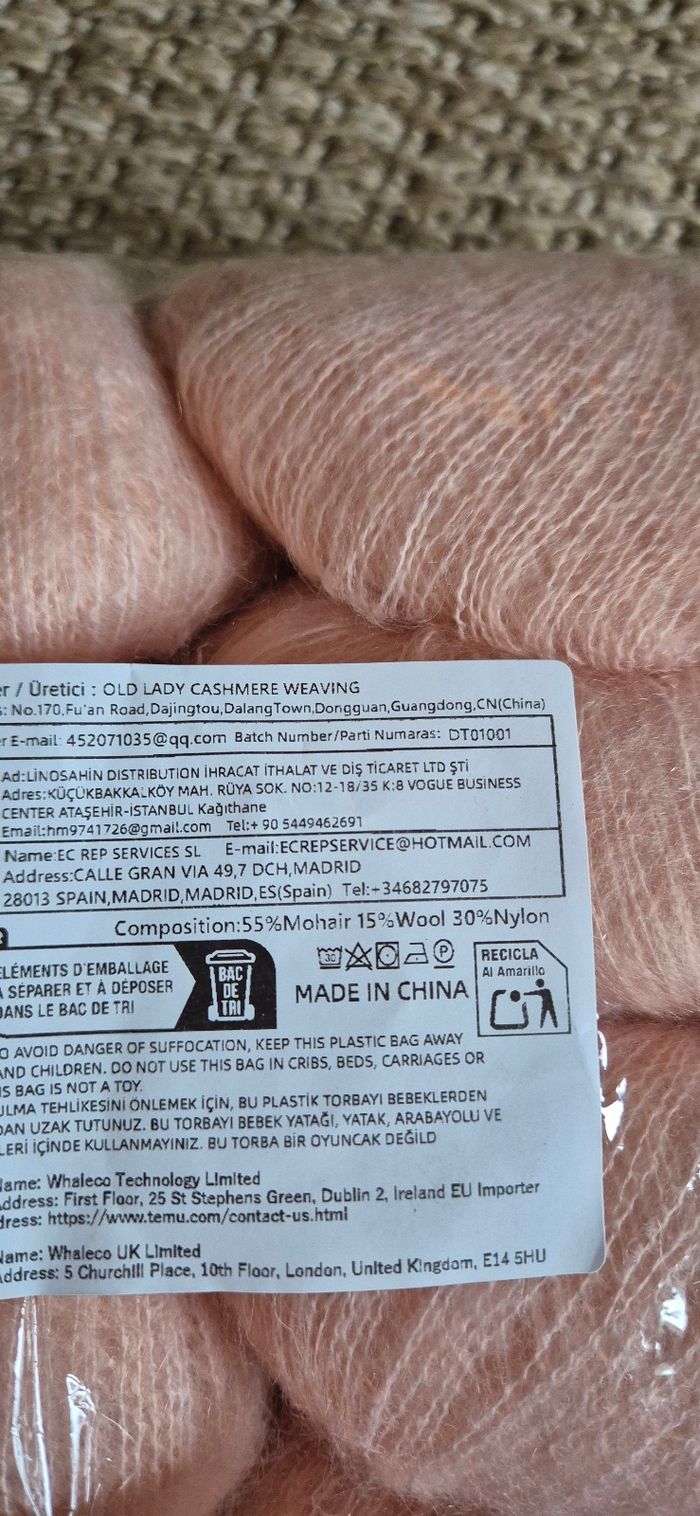 er / Üretici : OLD LADY CASHMERE WEAVING
s: No.170,Fu'an Road,Dajingtou,DalangTown,Dongguan,Guangdong,CN(China)
r E-mail: 452071035@qq.com Batch Number/Parti Numaras: DT01001
Ad:LİNOSAHİN DISTRIBUTİON İHRACAT İTHALAT VE DİŞ TİCARET LTD ŞTİ
Adres:KÜÇÜKBAKKALKÖY MAH. RÜYA SOK. NO:12-18/35 K:8 VOGUE BUSİNESS
CENTER ATAŞEHİR-İSTANBUL Kağıthane
Email:hm9741726@gmail.com Tel:+ 90 5449462691
Name:EC REP SERVICES SL E-mail:ECREPSERVICE@HOTMAIL.COM
Address:CALLE GRAN VIA 49,7 DCH,MADRID
28013 SPAIN,MADRID,MADRID,ES(Spain) Tel:+34682797075
Composition:55%Mohair 15%Wool 30%Nylon
ÉLÉMENTS D'EMBALLAGE
À SÉPARER ET À DÉPOSER
DANS LE BAC DE TRI
BAC
DE
TRI
30
P
MADE IN CHINA
RECICLA
Al Amarillo
O AVOID DANGER OF SUFFOCATION, KEEP THIS PLASTIC BAG AWAY
AND CHILDREN. DO NOT USE THIS BAG IN CRIBS, BEDS, CARRIAGES OR
IS BAG IS NOT A TOY.
ULMA TEHLİKESİNİ ÖNLEMEK İÇİN, BU PLASTİK TORBAYI BEBEKLERDEN
DAN UZAK TUTUNUZ. BU TORBAYI BEBEK YATAĞI, YATAK, ARABAYOLU VE
LERİ İÇİNDE KULLANMAYINIZ. BU TORBA BİR OYUNCAK DEĞİLD
Name: Whaleco Technology Limited
Address: First Floor, 25 St Stephens Green, Dublin 2, Ireland EU Importer
dress: https://www.temu.com/contact-us.html
Name: Whaleco UK Limited
Address: 5 Churchill Place, 10th Floor, London, United Kingdom, E14 5HU